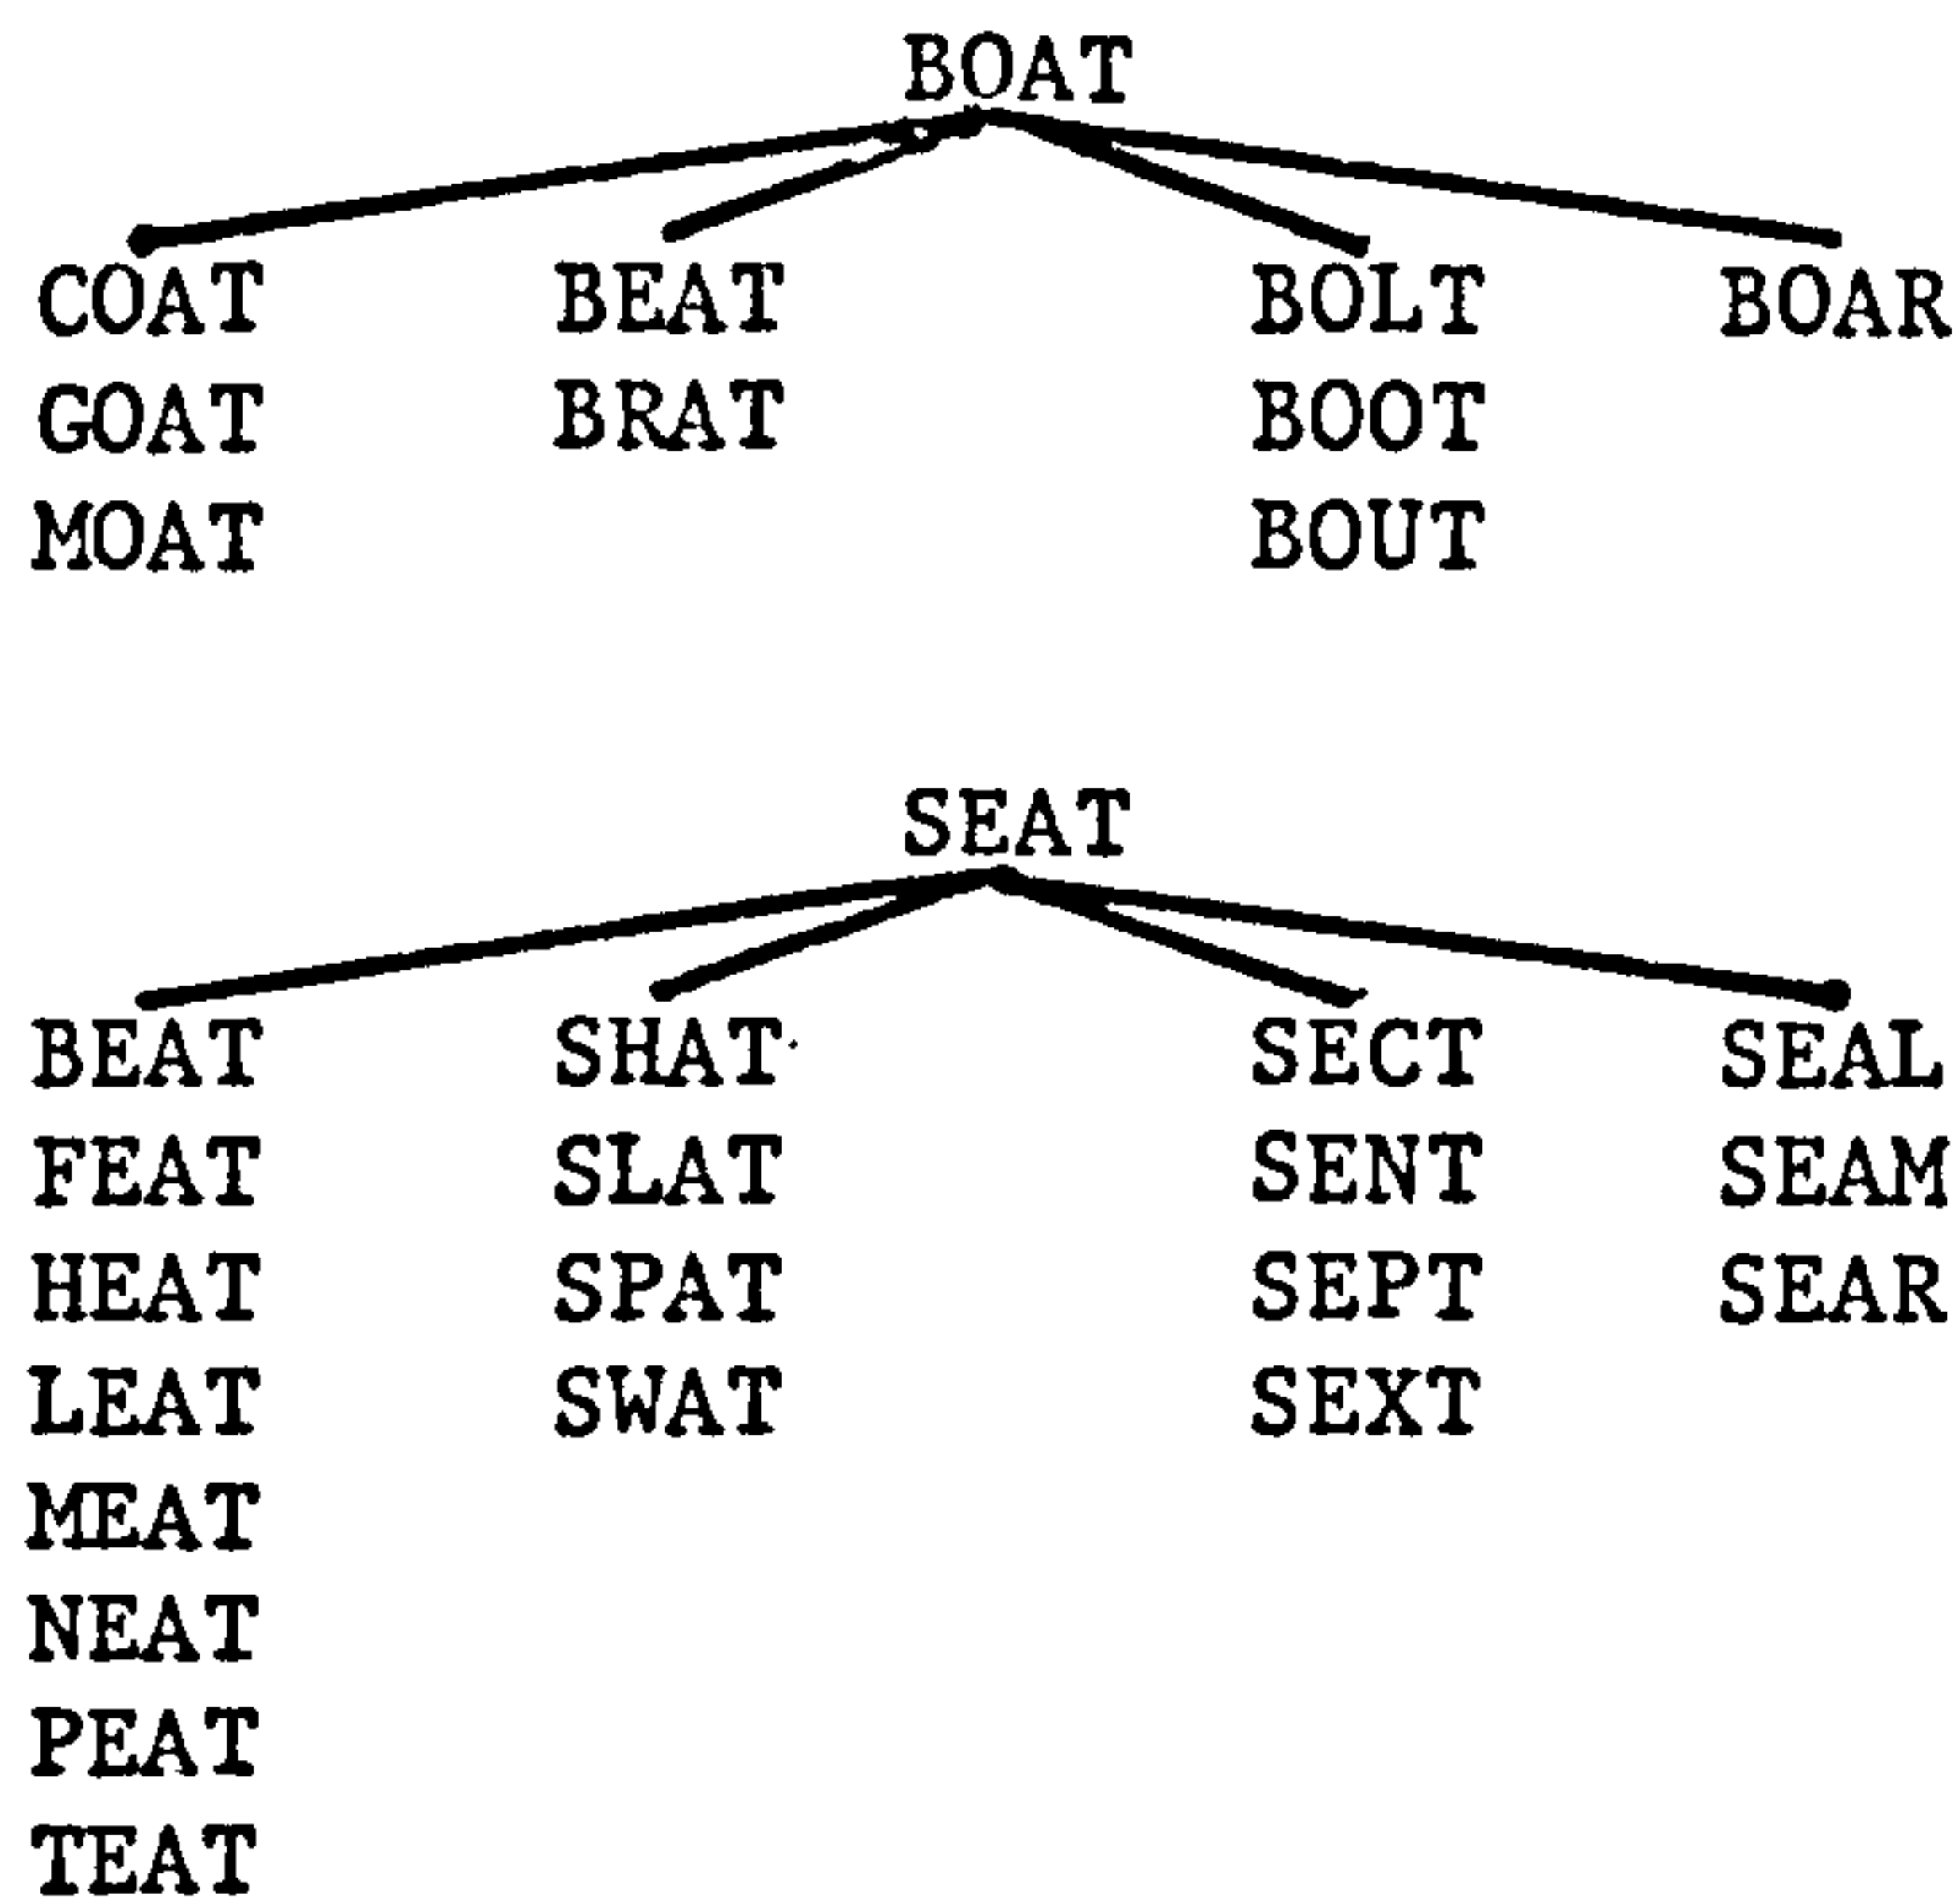 BOAT
COAT BEAT BOLT BOAR
GOAT BRAT BOOT
MOAT BOUT
SEAT
BEAT SHAT SECT SEAL
FEAT SLAT SENT SEAM
HEAT SPAT SEPT SEAR
LEAT SWAT SEXT
MEAT
NEAT
PEAT
TEAT